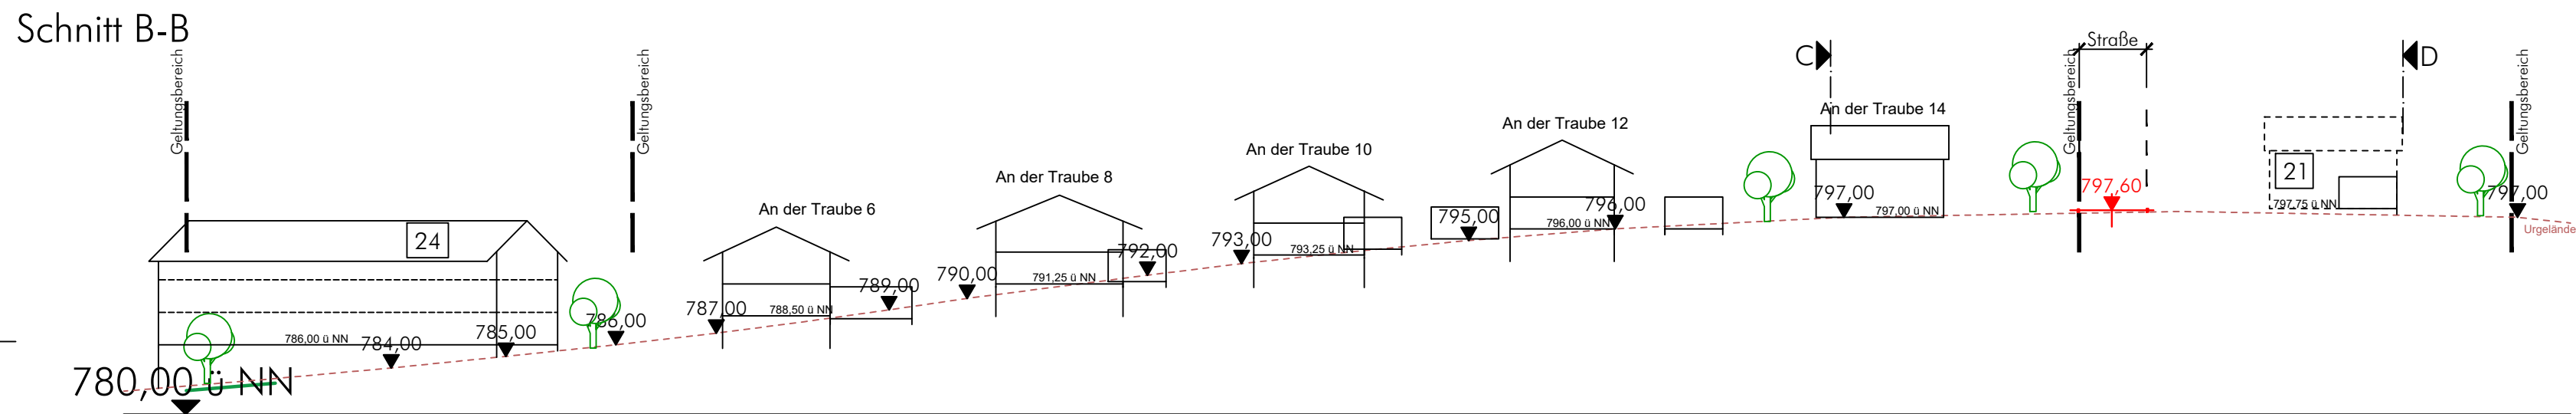 Schnitt B-B
Geltungsbereich
Geltungsbereich
24
786,00 ü NN
784,00
785,00
786,00
780,00 ü NN
An der Traube 6
787,00
788,50 ü NN
789,00
An der Traube 8
790,00
791,25 ü NN
792,00
An der Traube 10
793,00
793,25 ü NN
795,00
An der Traube 12
796,00
796,00 ü NN
C
An der Traube 14
797,00
797,00 ü NN
Geltungsbereich
Straße
797,60
D
21
797,75 ü NN
Geltungsbereich
797,00
Urgelände